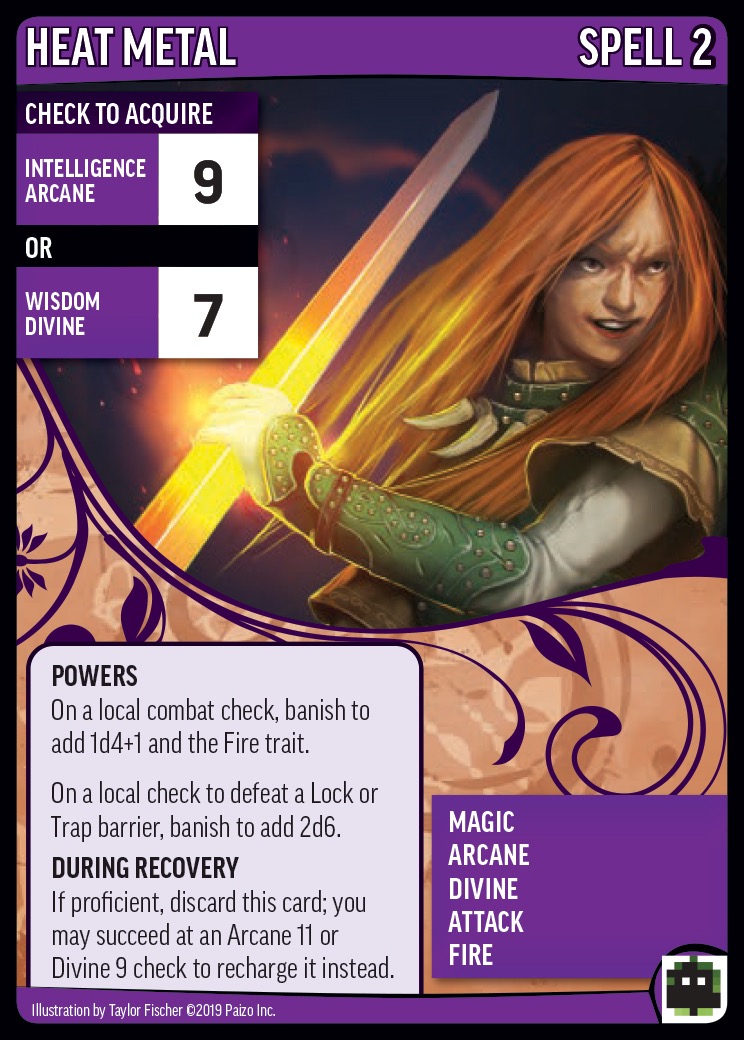 HEAT METAL
SPELL 2
CHECK TO ACQUIRE
INTELLIGENCE
ARCANE
9
OR
WISDOM
DIVINE
7
POWERS
On a local combat check, banish to
add 1d4+1 and the Fire trait.
On a local check to defeat a Lock or
Trap barrier, banish to add 2d6.
DURING RECOVERY
If proficient, discard this card; you
may succeed at an Arcane 11 or
Divine 9 check to recharge it instead.
MAGIC
ARCANE
DIVINE
ATTACK
FIRE
Illustration by Taylor Fischer ©2019 Paizo Inc.